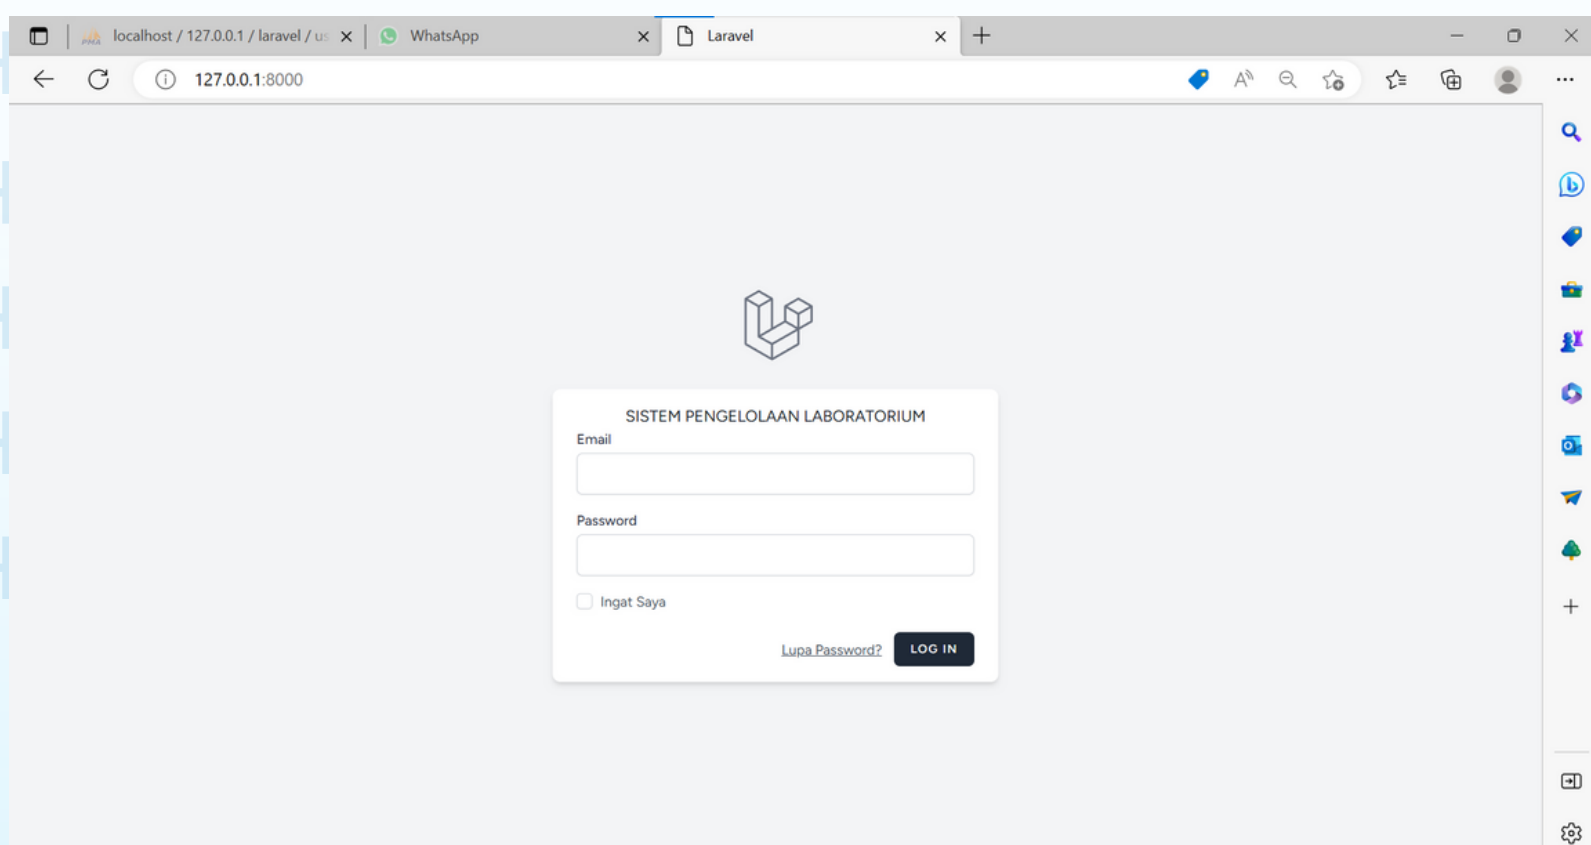 localhost / 127.0.0.1 / laravel / us
WhatsApp
Laravel
127.0.0.1:8000
SISTEM PENGELOLAAN LABORATORIUM
Email
Password
Ingat Saya
Lupa Password?
LOG IN